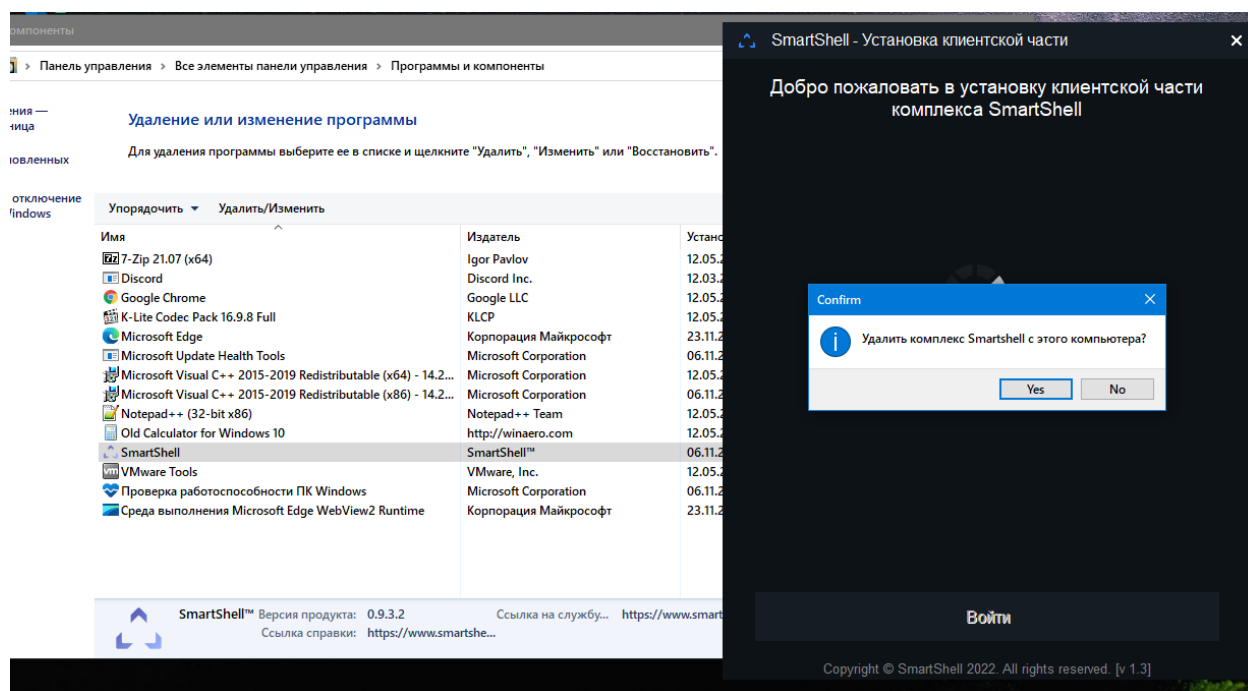 омпоненты
Панель управления > Все элементы панели управления > Программы и компоненты
ения —
ница
новленных
отключение
Windows
Удаление или изменение программы
Для удаления программы выберите ее в списке и щелкните "Удалить", "Изменить" или "Восстановить".
Упорядочить Удалить/Изменить
Имя Издатель Устано
7-Zip 21.07 (x64) Igor Pavlov 12.05.2
Discord Discord Inc. 12.03.2
Google Chrome Google LLC 12.05.2
K-Lite Codec Pack 16.9.8 Full KLCP 12.05.2
Microsoft Edge Корпорация Майкрософт 23.11.2
Microsoft Update Health Tools Microsoft Corporation 06.11.2
Microsoft Visual C++ 2015-2019 Redistributable (x64) - 14.2... Microsoft Corporation 12.05.2
Microsoft Visual C++ 2015-2019 Redistributable (x86) - 14.2... Microsoft Corporation 06.11.2
Notepad++ (32-bit x86) Notepad++ Team 12.05.2
Old Calculator for Windows 10 http://winaero.com 12.05.2
SmartShell SmartShell™ 06.11.2
VMware Tools VMware, Inc. 12.05.2
Проверка работоспособности ПК Windows Microsoft Corporation 06.11.2
Среда выполнения Microsoft Edge WebView2 Runtime Корпорация Майкрософт 23.11.2
SmartShell™ Версия продукта: 0.9.3.2 Ссылка на службу... https://www.smart
Ссылка справки: https://www.smartshe...
SmartShell - Установка клиентской части
Добро пожаловать в установку клиентской части
комплекса SmartShell
Confirm
Удалить комплекс Smartshell с этого компьютера?
Yes No
Войти
Copyright © SmartShell 2022. All rights reserved. [v 1.3]